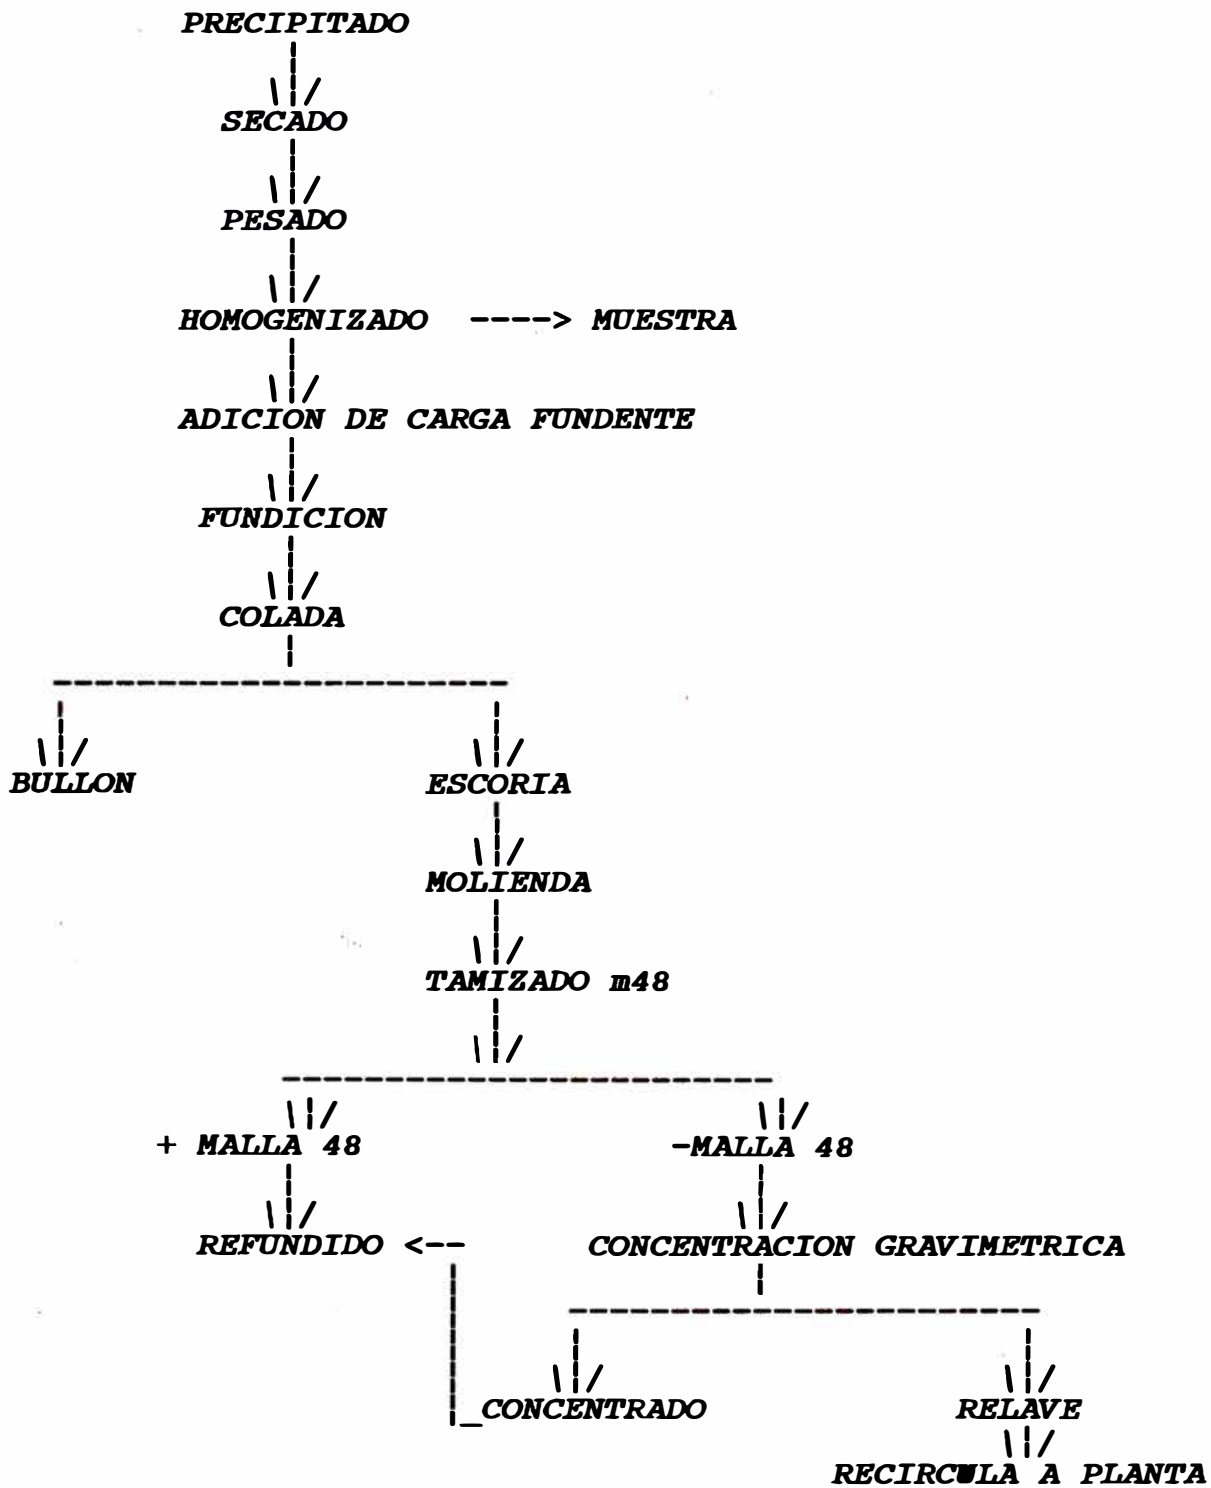 PRECIPITADO
SECADO
PESADO
HOMOGENIZADO ----> MUESTRA
ADICION DE CARGA FUNDENTE
FUNDICION
COLADA
BULLON ESCORIA
MOLIENDA
TAMIZADO m48
+ MALLA 48 -MALLA 48
REFUNDIDO <-- CONCENTRACION GRAVIMETRICA
CONCENTRADO RELAVE
RECIRCULA A PLANTA